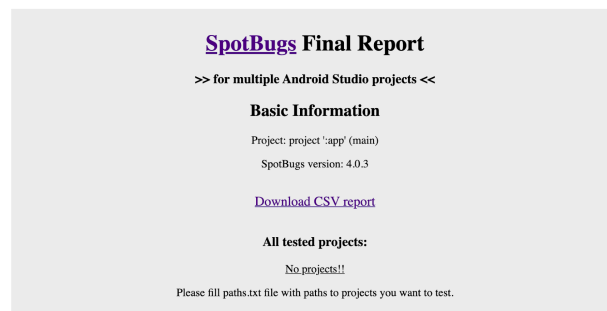 SpotBugs Final Report
>> for multiple Android Studio projects <<
Basic Information
Project: project ':app' (main)
SpotBugs version: 4.0.3
Download CSV report
All tested projects:
No projects!!
Please fill paths.txt file with paths to projects you want to test.